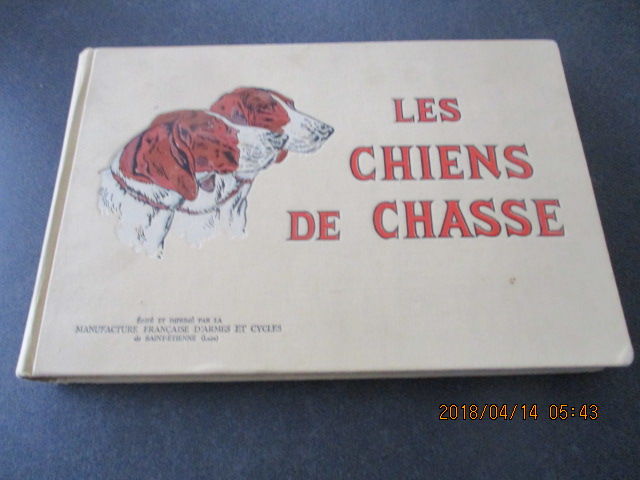 LES
CHIENS
DE CHASSE
ÉDITÉ ET IMPRIMÉ PAR LA
MANUFACTURE FRANÇAISE D'ARMES ET CYCLES
de SAINT-ÉTIENNE (Loire)
2018/04/14 05:43